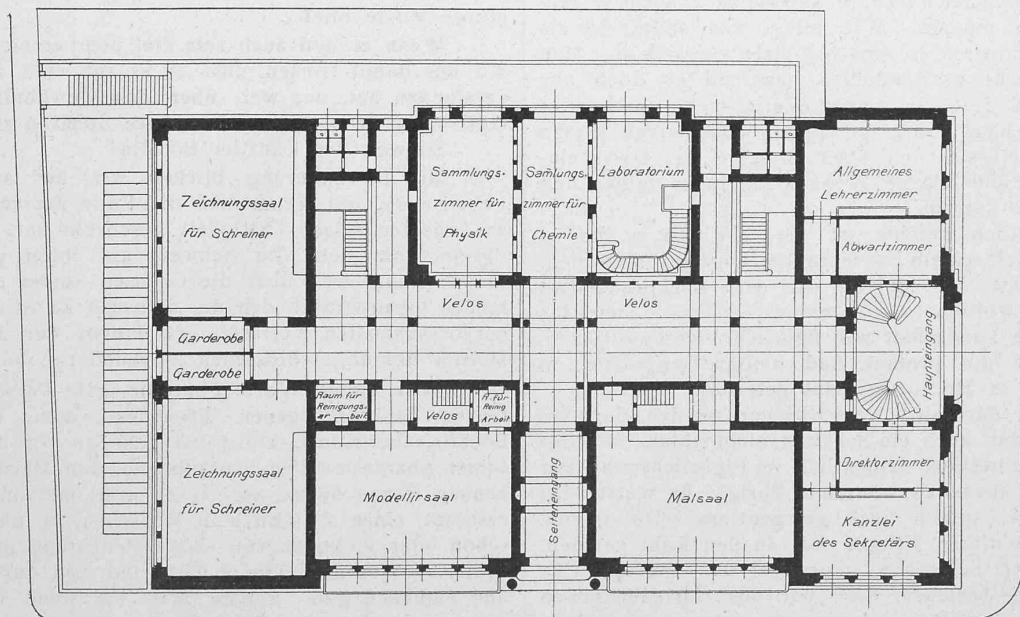 Zeichnungssaal
für Schreiner
Sammlungs-
zimmer für
Physik
Samlungs-
zimmer für
Chemie
Laboratorium
Allgemeines
Lehrerzimmer
Abwartzimmer
Velos
Velos
Garderobe
Garderobe
Haupteingang
Raum für
Reinigungs-
arbeit
Velos
R. für
Reinig
Arbeit
Zeichnungssaal
für Schreiner
Modellirsaal
Seiteneingang
Malsaal
Direktorzimmer
Kanzlei
des Sekretärs